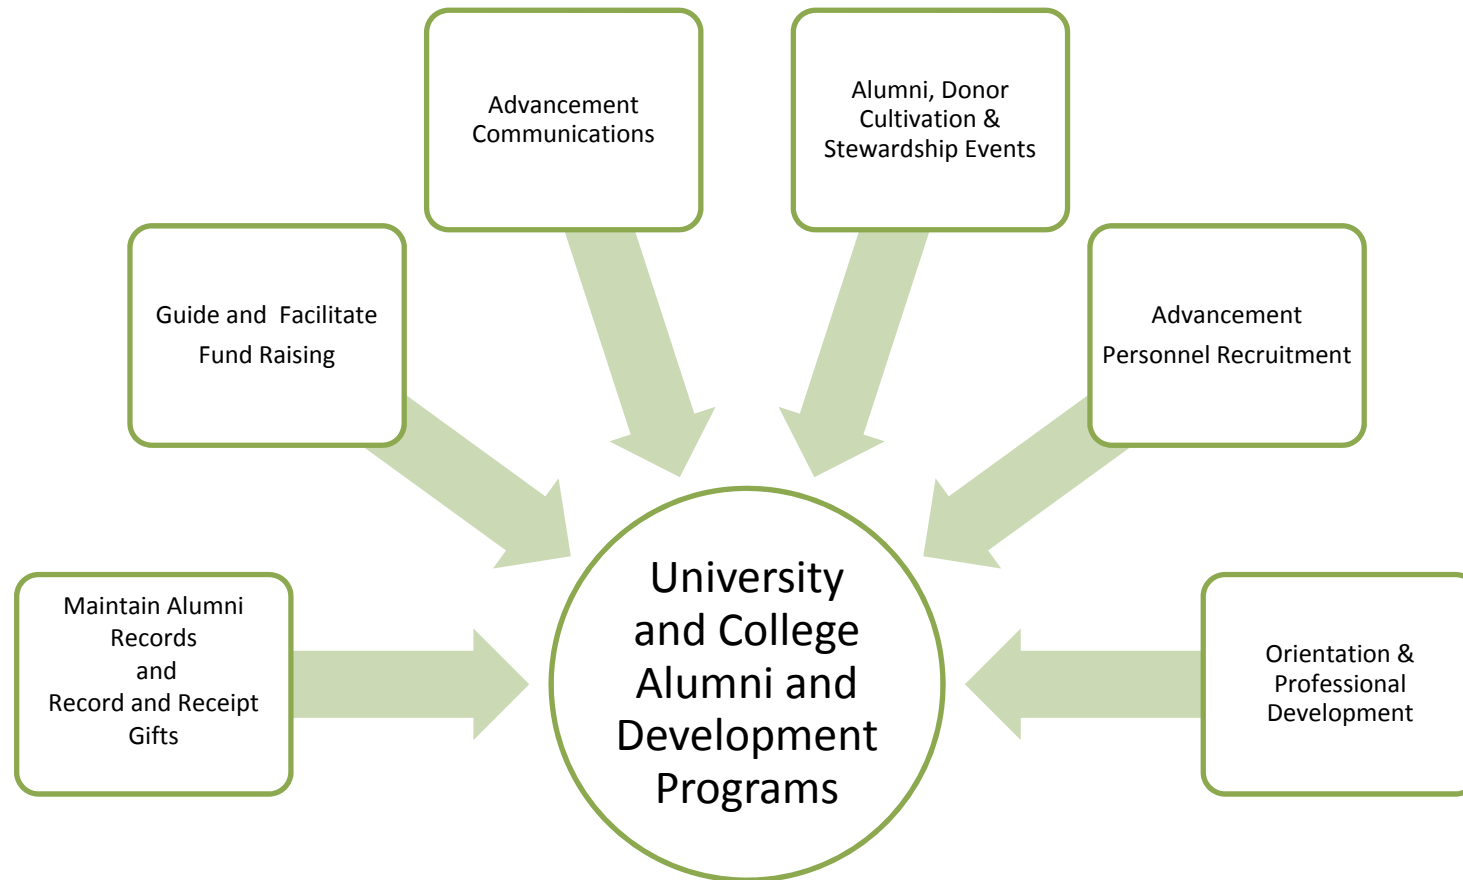 Advancement
Communications
Alumni, Donor
Cultivation &
Stewardship Events
Guide and  Facilitate
Fund Raising
Advancement
Personnel Recruitment
Maintain Alumni
Records
and
Record and Receipt
Gifts
University
and College
Alumni and
Development
Programs
Orientation &
Professional
Development